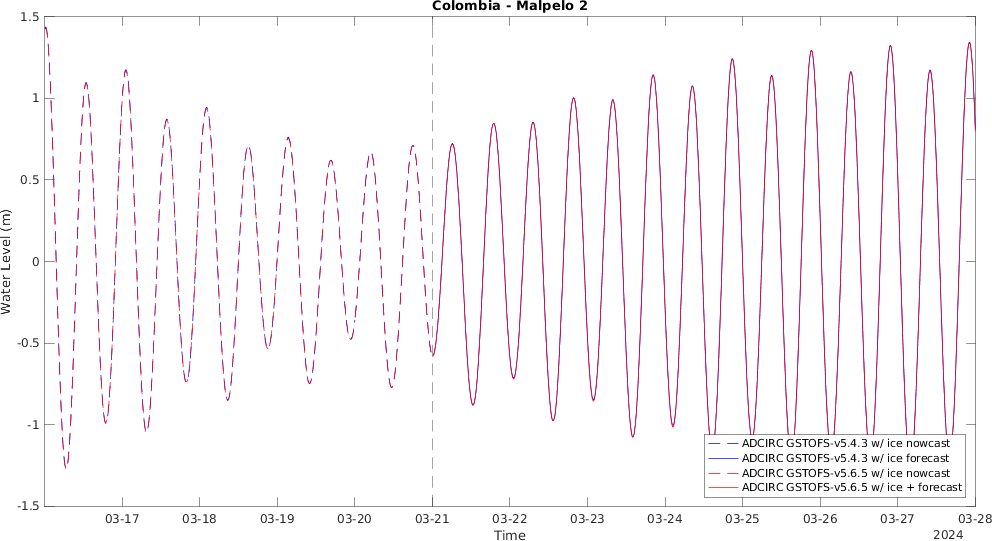 Colombia - Malpelo 2
1.5
1
0.5
0
-0.5
-1
-1.5
Water Level (m)
ADCIRC GSTOFS-v5.4.3 w/ ice nowcast
ADCIRC GSTOFS-v5.4.3 w/ ice forecast
ADCIRC GSTOFS-v5.6.5 w/ ice nowcast
ADCIRC GSTOFS-v5.6.5 w/ ice + forecast
03-17 03-18 03-19 03-20 03-21 03-22 03-23 03-24 03-25 03-26 03-27 03-28
Time
2024